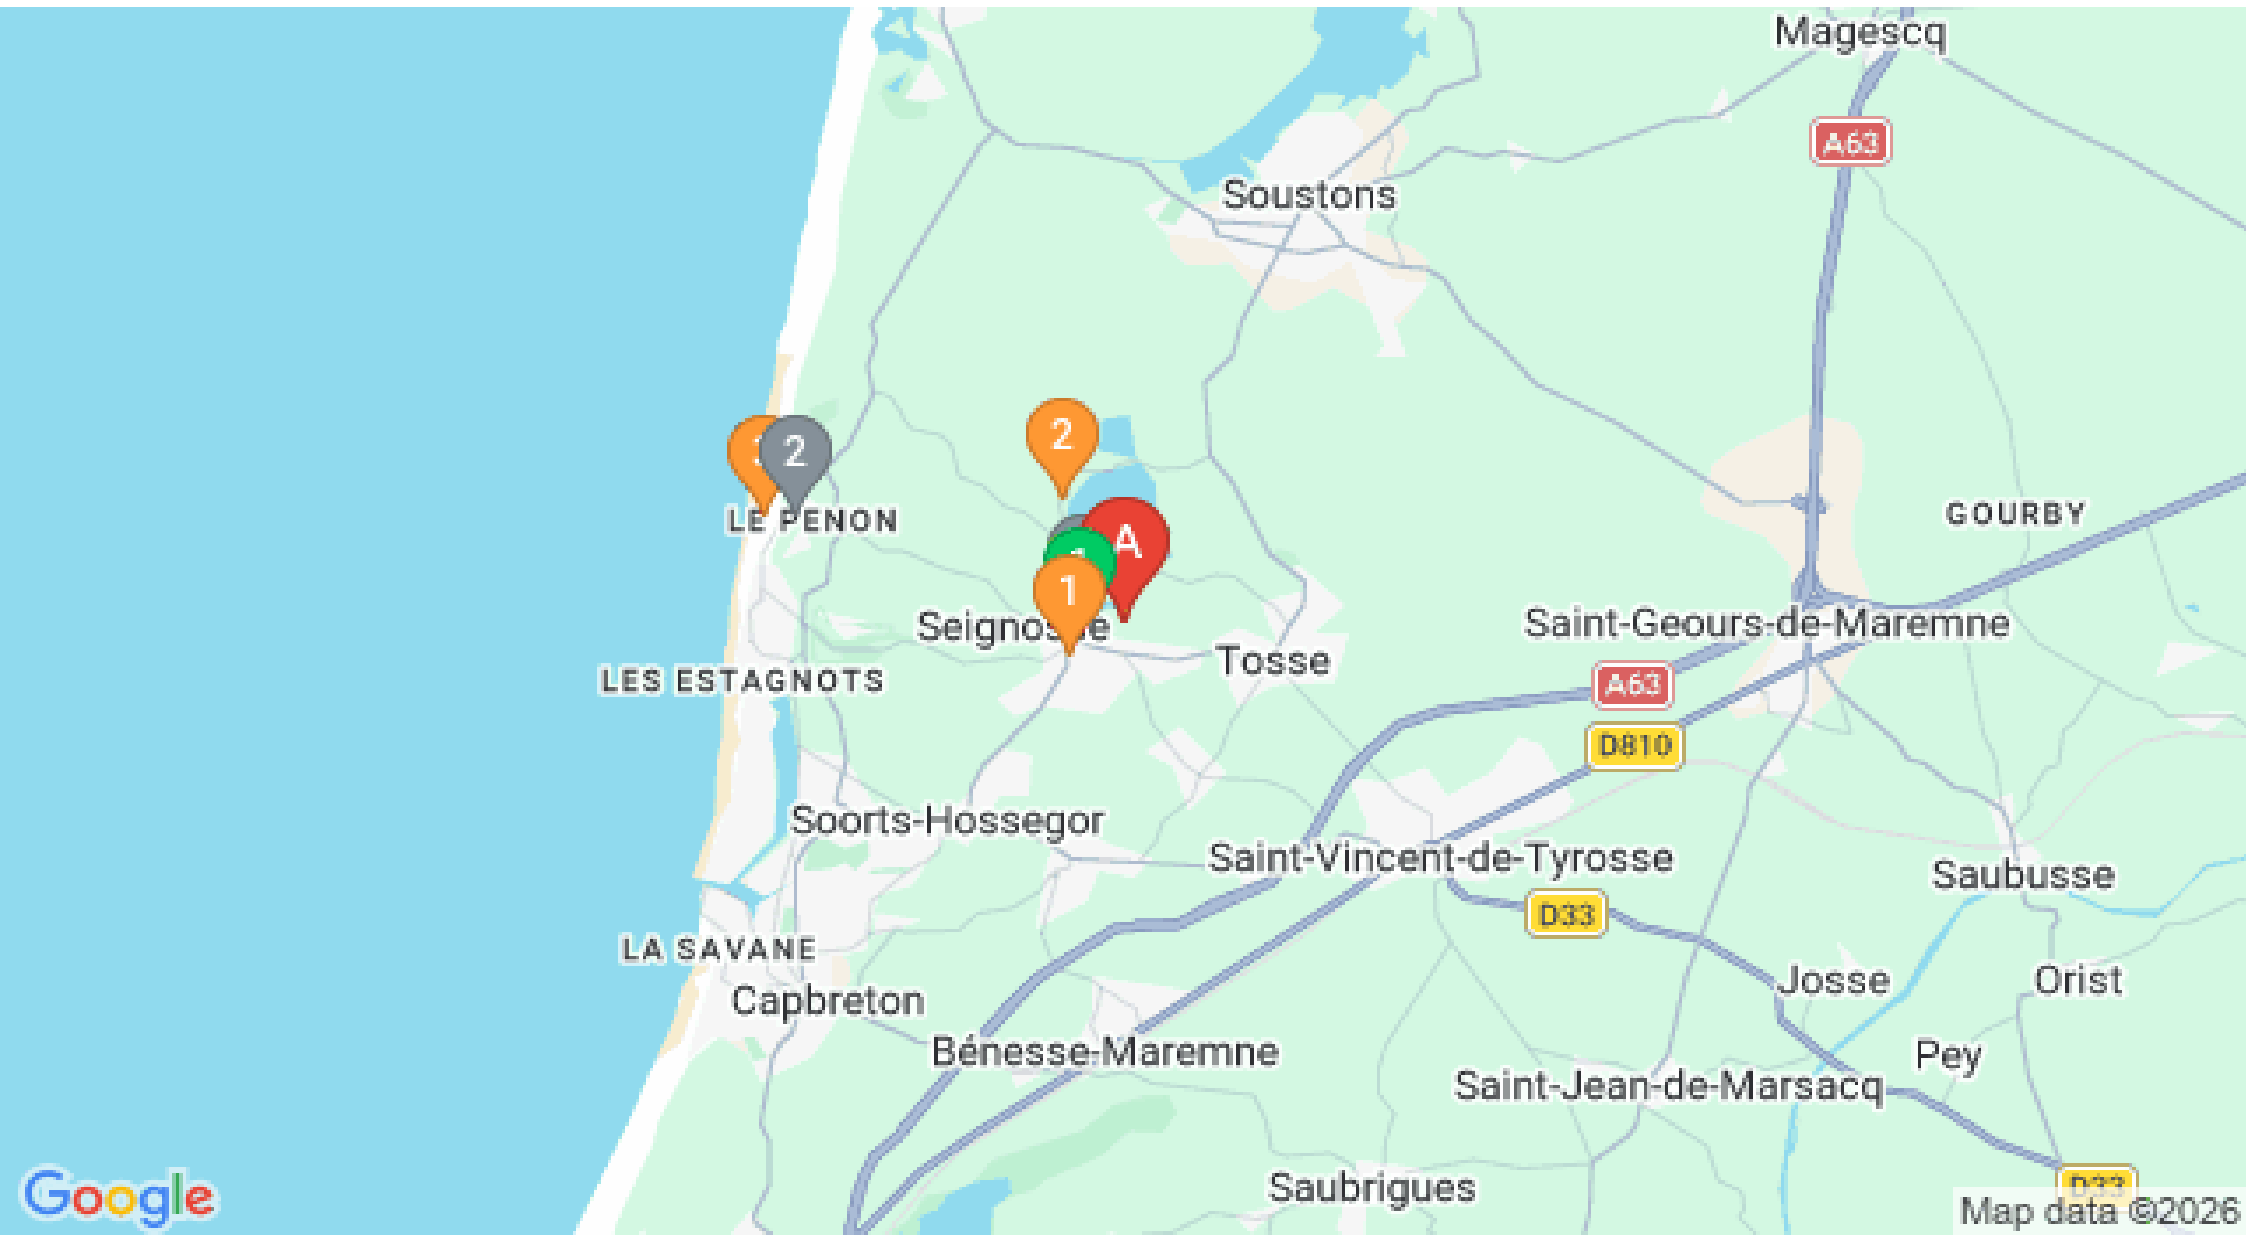 Magescq
A63
Soustons
2
3
2
LE PENON
GOURBY
A
1
Seignosse
Saint-Geours-de-Maremne
Tosse
LES ESTAGNOTS
A63
D810
Soorts-Hossegor
Saint-Vincent-de-Tyrosse
Saubusse
D33
LA SAVANE
Josse
Orist
Capbreton
Bénesse-Maremne
Pey
Saint-Jean-de-Marsacq
Saubrigues
D33
Google
Map data ©2026